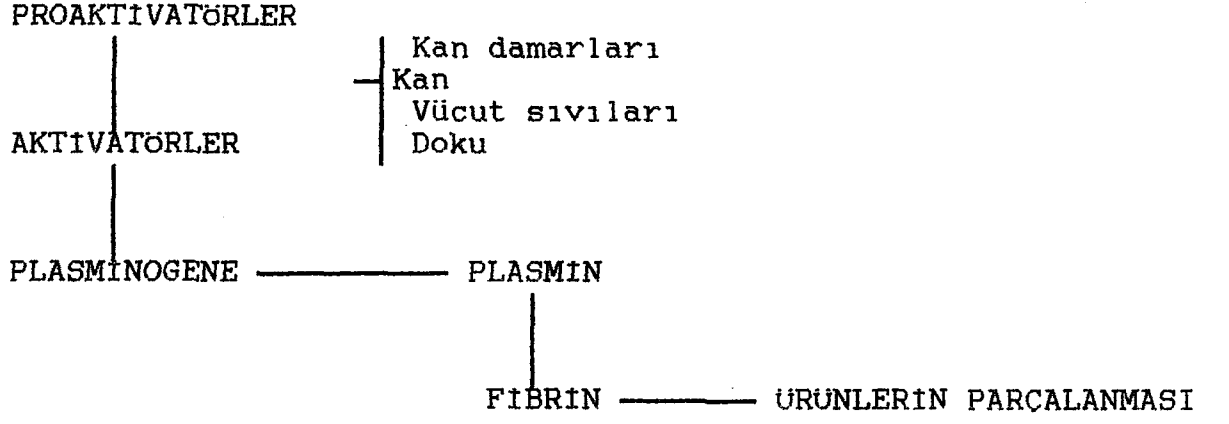 PROAKTİVATÖRLER
Kan damarları
Kan
Vücut sıvıları
AKTİVATÖRLER
Doku
PLASMİNOGENE PLASMİN
FİBRİN ÜRÜNLERİN PARÇALANMASI